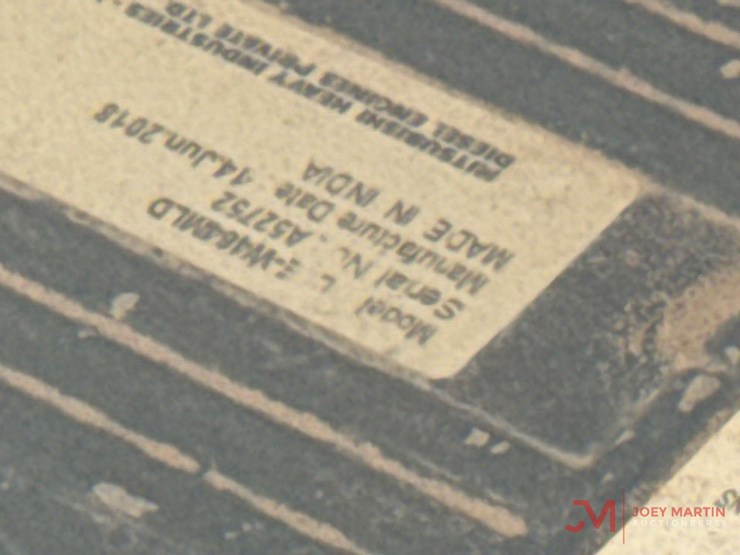 Model
Serial No. A52752
Manufacture Date 14.Jun.2018
MADE IN INDIA
MITSUBISHI HEAVY INDUSTRIES -
DIESEL ENGINES PRIVATE LTD.
JOEY MARTIN
AUCTIONEERS